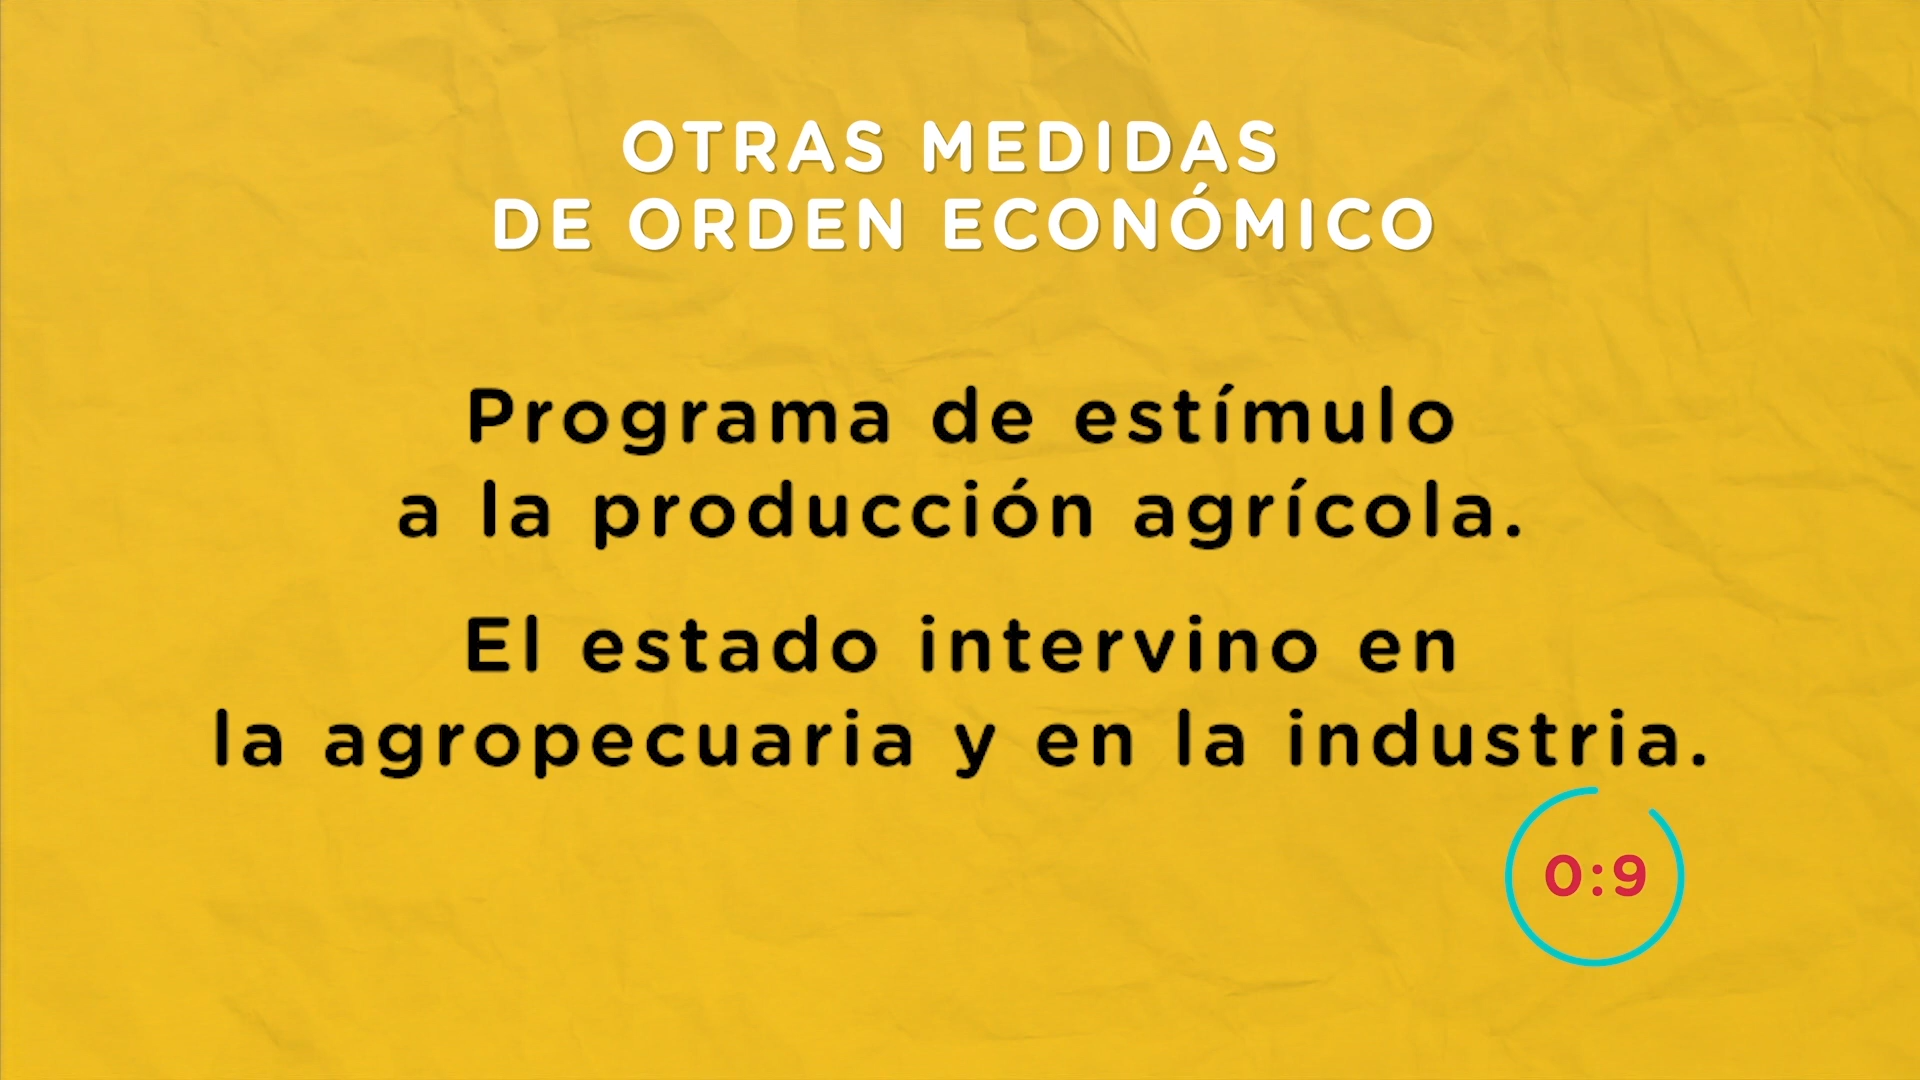 OTRAS MEDIDAS
DE ORDEN ECONÓMICO
Programa de estímulo
a la producción agrícola.
El estado intervino en
la agropecuaria y en la industria.
0:9